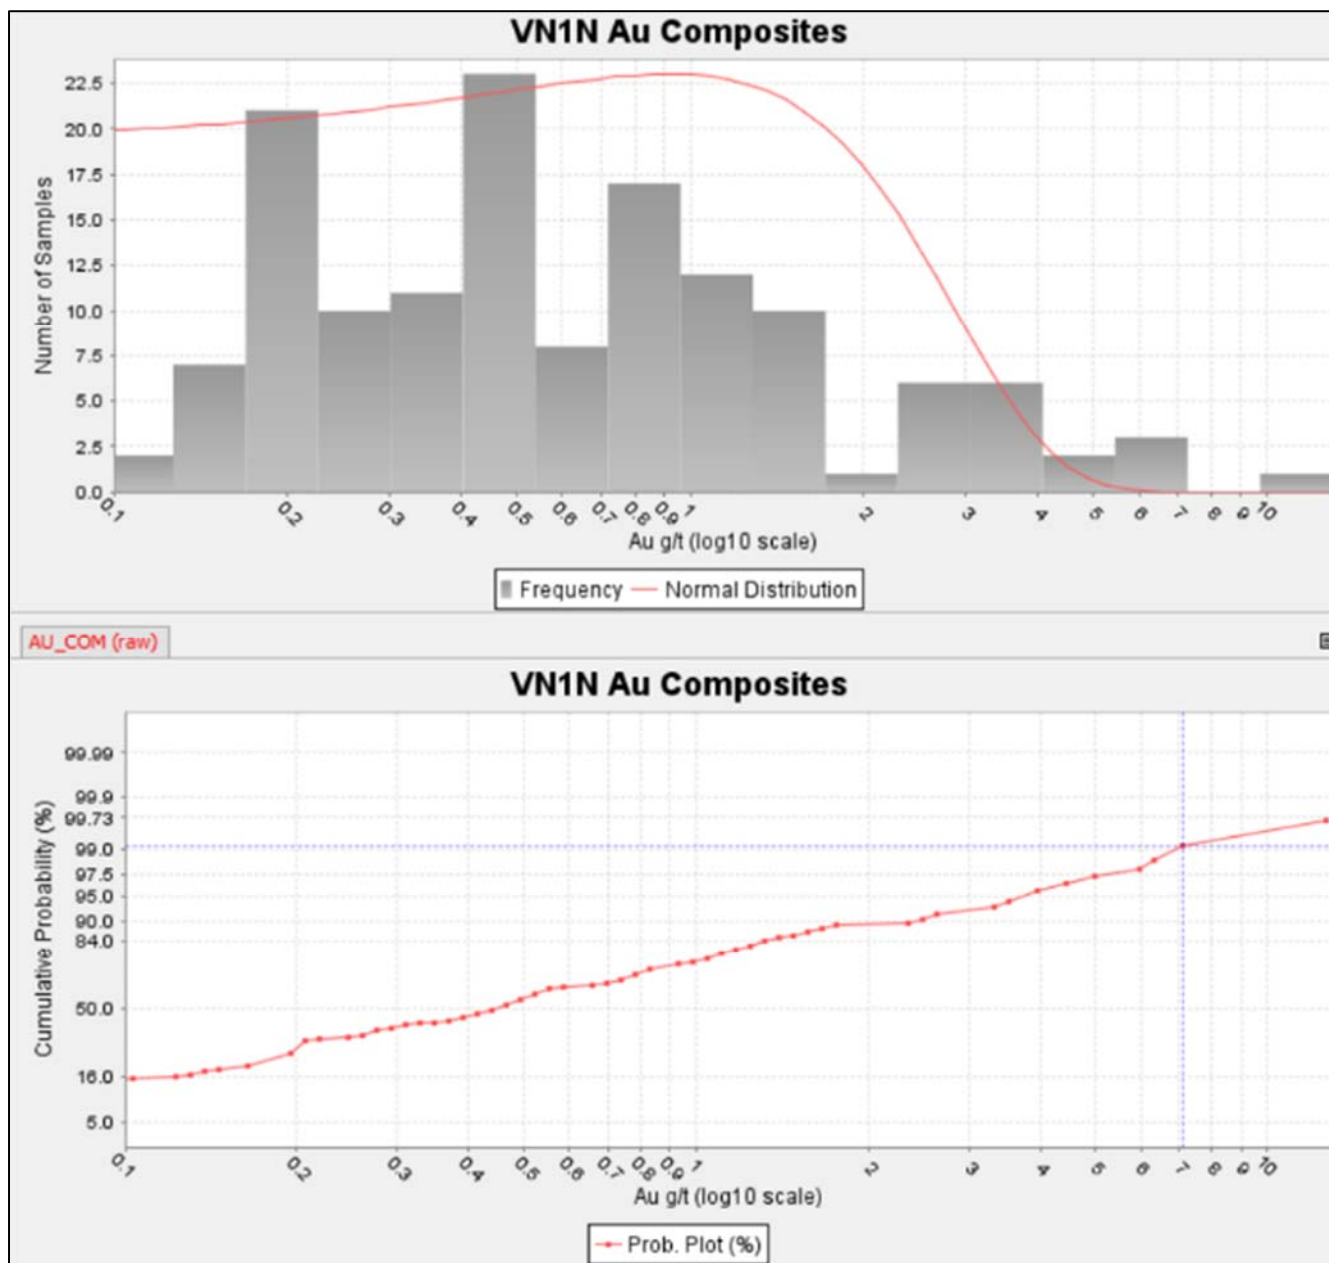 VN1N Au Composites
22.5
20.0
17.5
15.0
12.5
10.0
7.5
5.0
2.5
0.0
Number of Samples
0.1 0.2 0.3 0.4 0.5 0.6 0.7 0.8 0.9 1 2 3 4 5 6 7 8 9 10
Au g/t (log10 scale)
Frequency Normal Distribution
AU_COM (raw)
VN1N Au Composites
99.99
99.9
99.73
99.0
97.5
95.0
90.0
84.0
50.0
16.0
5.0
Cumulative Probability (%)
0.1 0.2 0.3 0.4 0.5 0.6 0.7 0.8 0.9 1 2 3 4 5 6 7 8 9 10
Au g/t (log10 scale)
Prob. Plot (%)